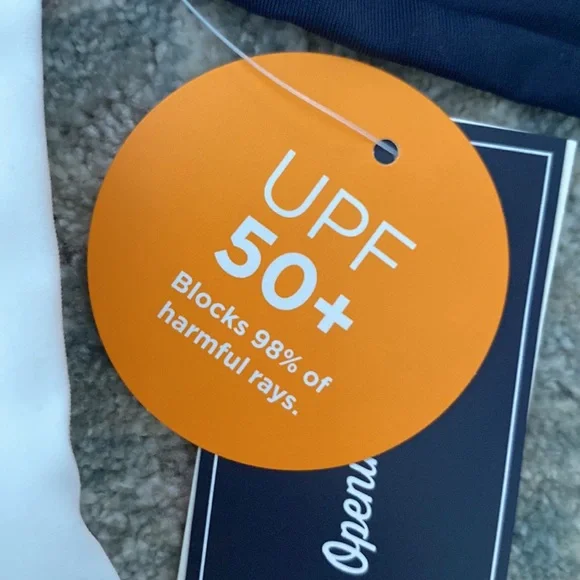 UPF
50+
Blocks 98% of
harmful rays.